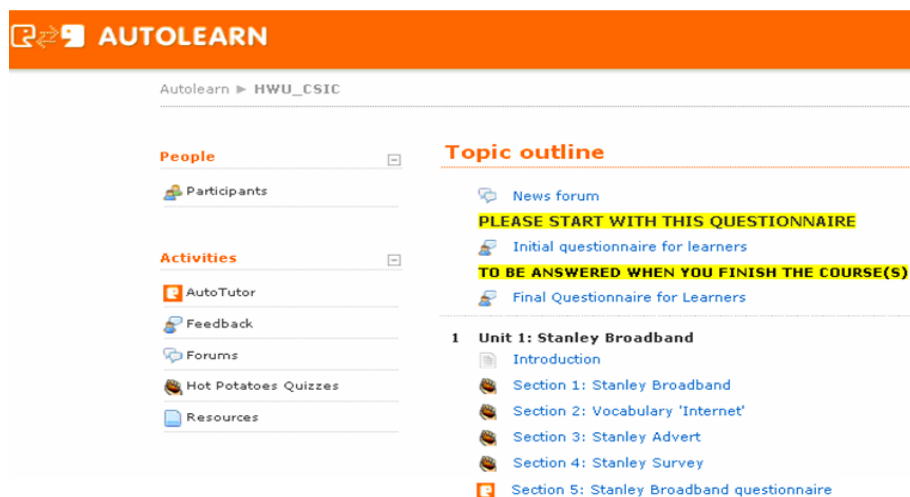 AUTOLEARN
Autolearn ► HWU_CSIC
People
Participants
Activities
AutoTutor
Feedback
Forums
Hot Potatoes Quizzes
Resources
Topic outline
News forum
PLEASE START WITH THIS QUESTIONNAIRE
Initial questionnaire for learners
TO BE ANSWERED WHEN YOU FINISH THE COURSE(S)
Final Questionnaire for Learners
1 Unit 1: Stanley Broadband
Introduction
Section 1: Stanley Broadband
Section 2: Vocabulary 'Internet'
Section 3: Stanley Advert
Section 4: Stanley Survey
Section 5: Stanley Broadband questionnaire